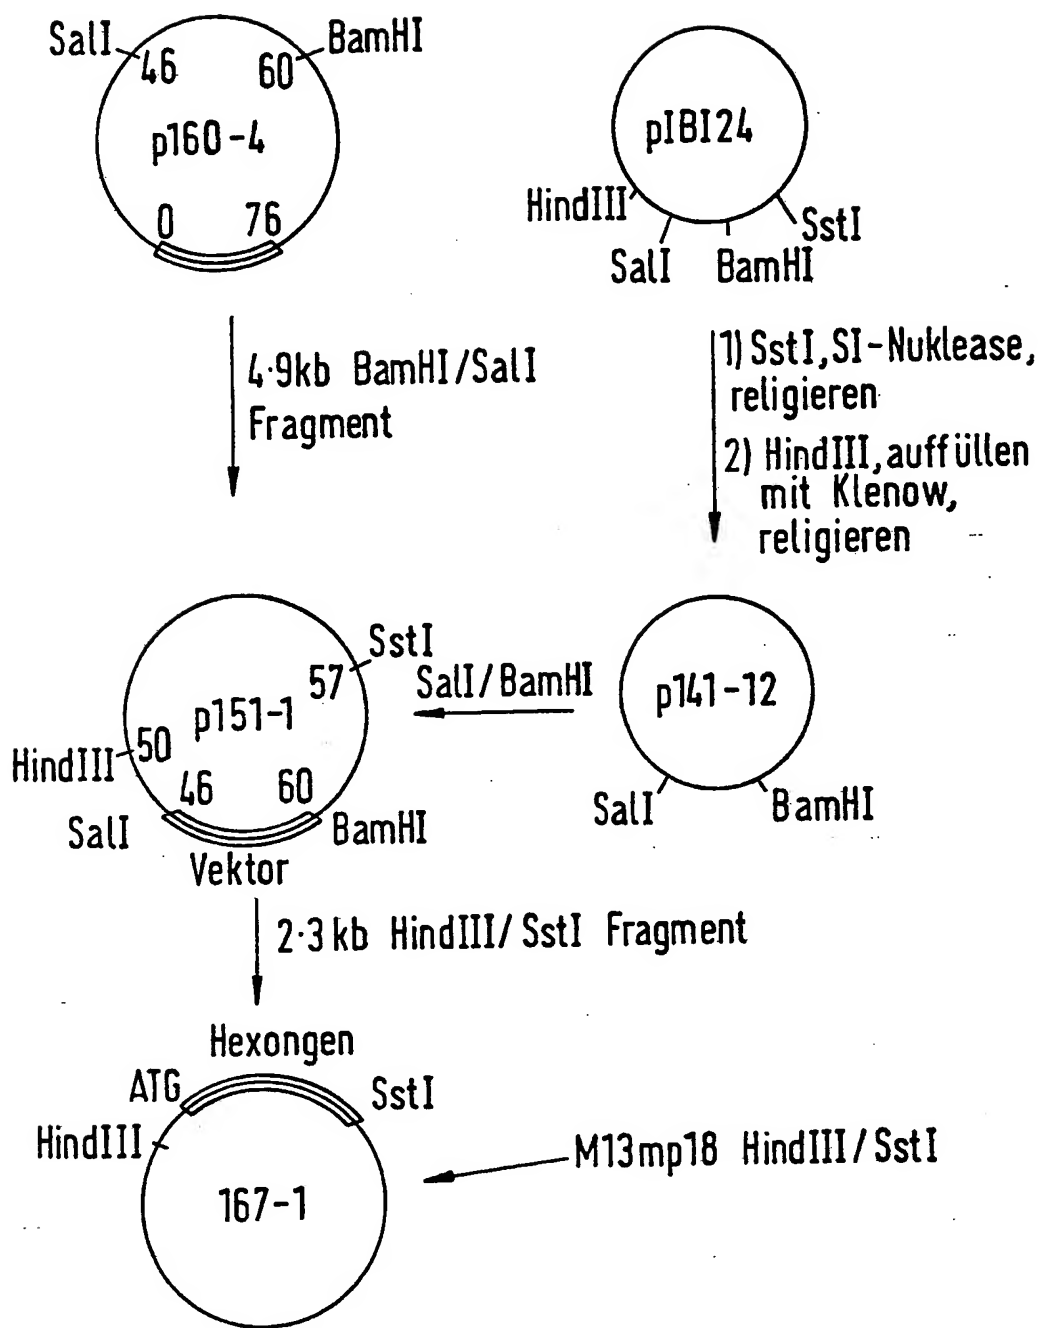 SalI
46
60
BamHI
p160-4
0
76
pIBI24
HindIII
SalI
BamHI
SstI
4·9kb BamHI/SalI
Fragment
1) SstI, SI-Nuklease,
religieren
2) HindIII, auffüllen
mit Klenow,
religieren
SstI
57
p151-1
HindIII
50
46
60
SalI
BamHI
Vektor
SalI/BamHI
p141-12
SalI
BamHI
2·3 kb HindIII/SstI Fragment
Hexongen
ATG
SstI
HindIII
167-1
M13mp18 HindIII/SstI